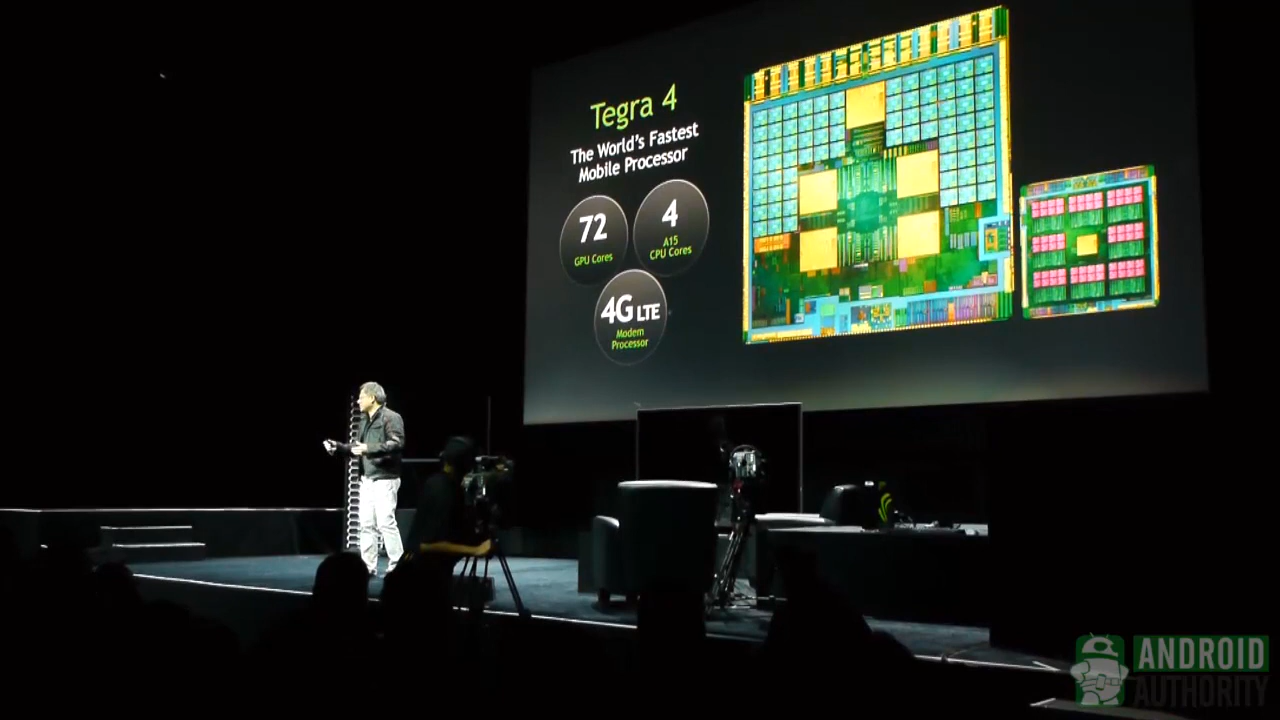 Tegra 4
The World's Fastest
Mobile Processor
72
GPU Cores
4
A15
CPU Cores
4G LTE
Modem
Processor
ANDROID
AUTHORITY